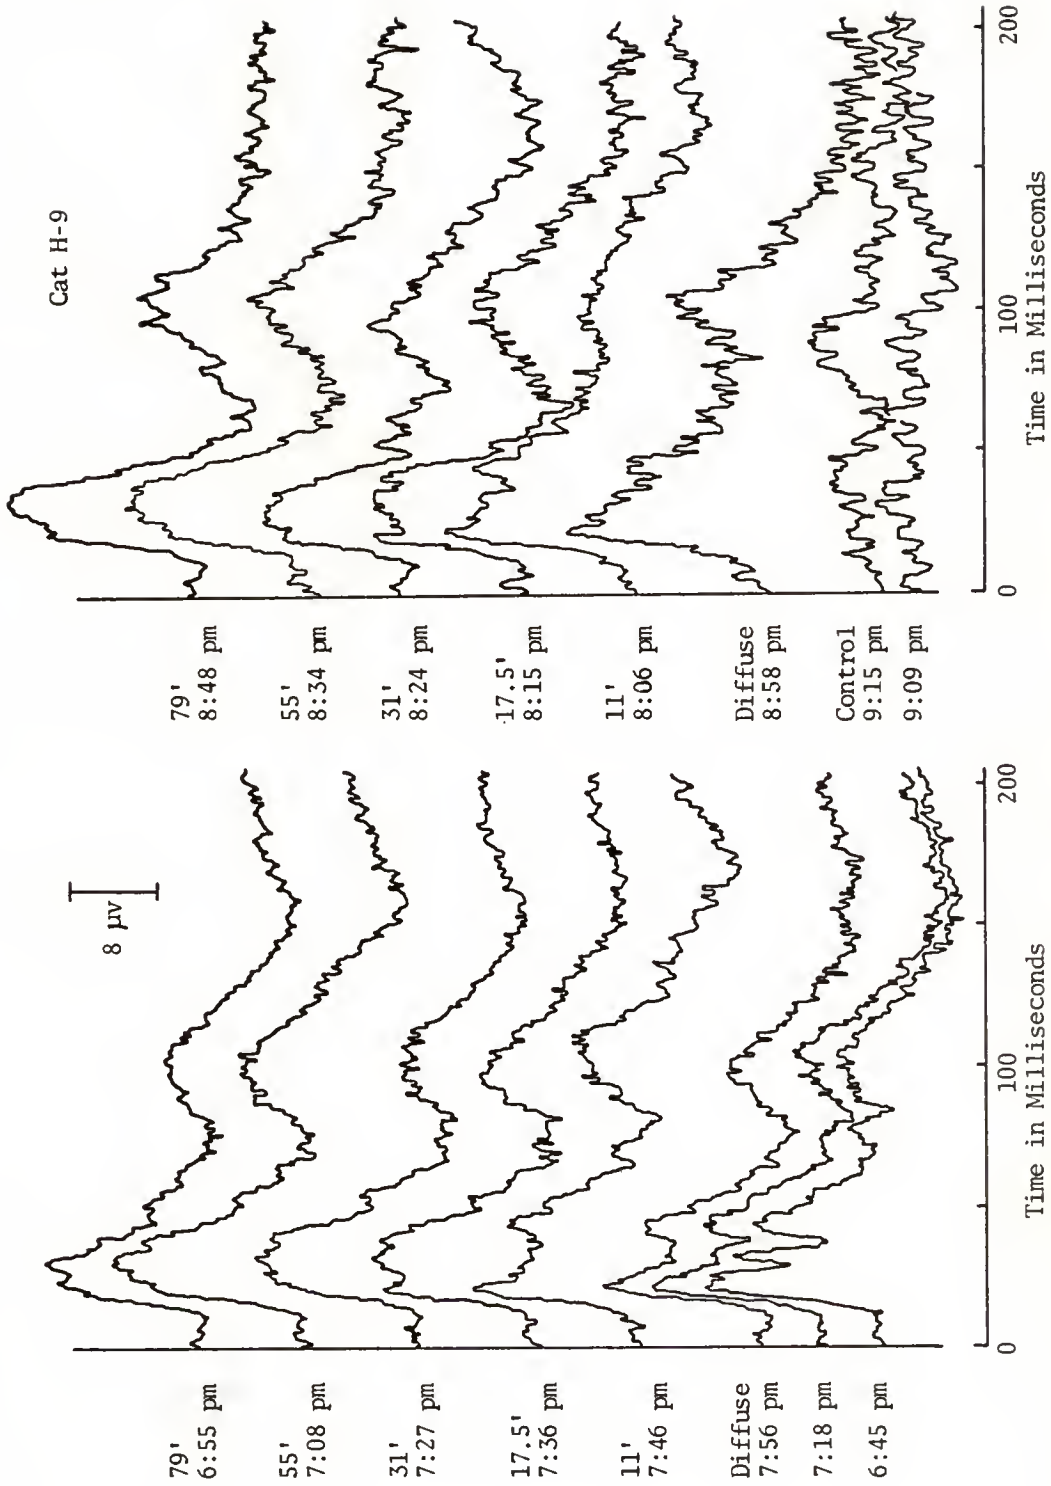 Cat H-9
8 μv
79'
6:55 pm
55'
7:08 pm
31'
7:27 pm
17.5'
7:36 pm
11'
7:46 pm
Diffuse
7:56 pm
7:18 pm
6:45 pm
0 100 200
Time in Milliseconds
79'
8:48 pm
55'
8:34 pm
31'
8:24 pm
17.5'
8:15 pm
11'
8:06 pm
Diffuse
8:58 pm
Control
9:15 pm
9:09 pm
0 100 200
Time in Milliseconds